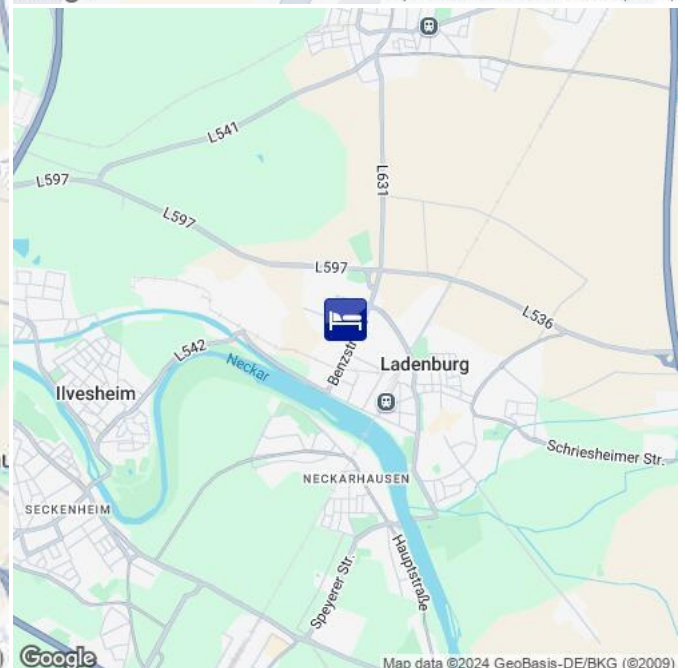 L541
L597
L631
L597
L597
L536
L542
Neckar
Benzstr
Ladenburg
Ilvesheim
Schriesheimer Str.
NECKARHAUSEN
SECKENHEIM
Hauptstraße
Speyerer Str.
Google
Map data ©2024 GeoBasis-DE/BKG (©2009)